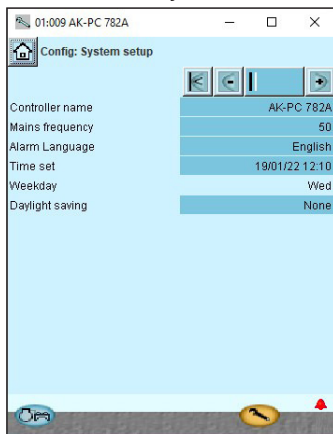 01:009 AK-PC 782A
Config: System setup
Controller name AK-PC 782A
Mains frequency 50
Alarm Language English
Time set 19/01/22 12:10
Weekday Wed
Daylight saving None